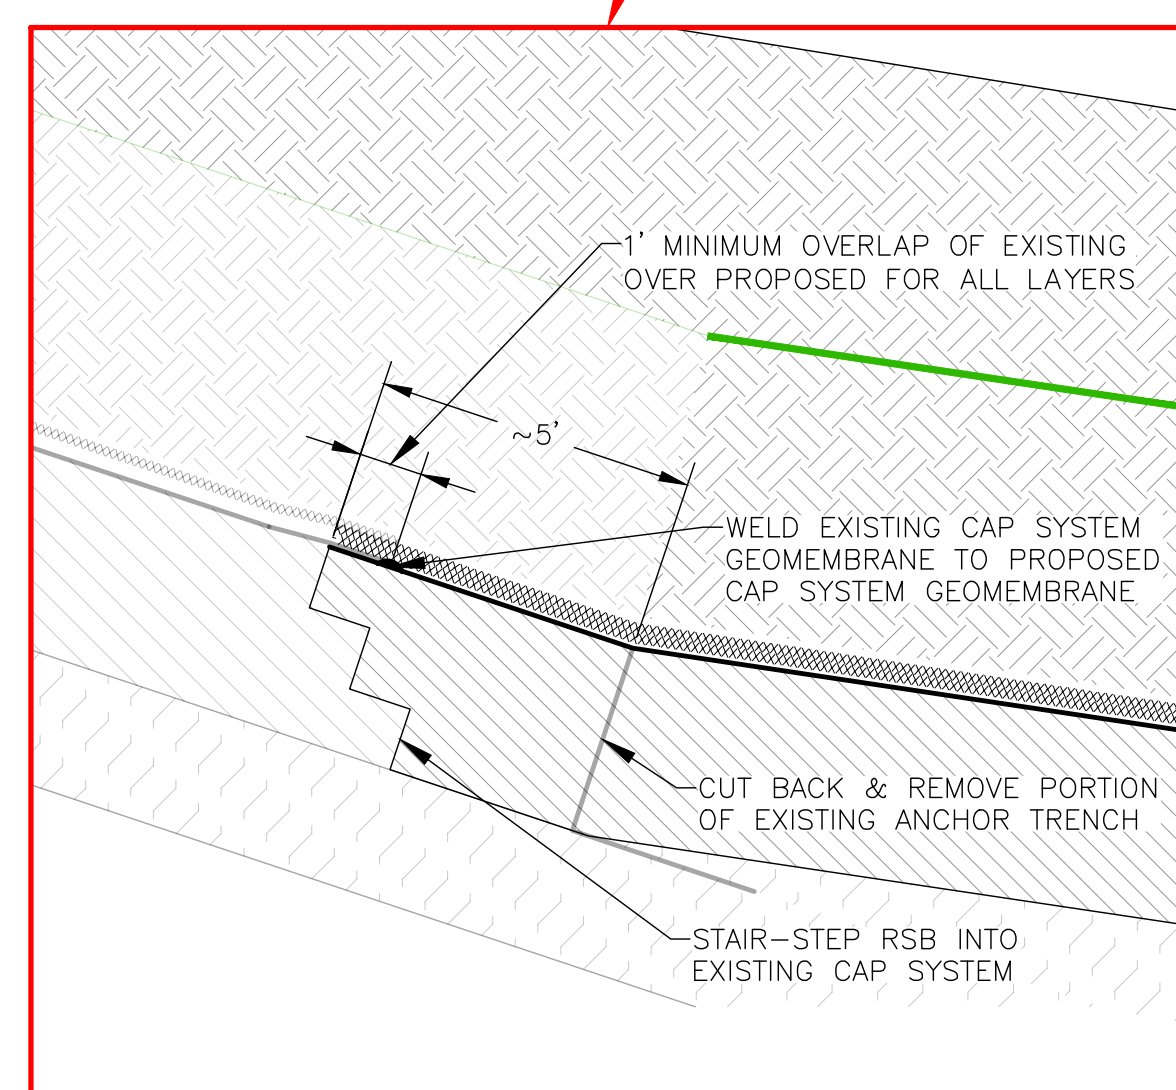 1' MINIMUM OVERLAP OF EXISTING
OVER PROPOSED FOR ALL LAYERS
~5'
WELD EXISTING CAP SYSTEM
GEOMEMBRANE TO PROPOSED
CAP SYSTEM GEOMEMBRANE
CUT BACK & REMOVE PORTION
OF EXISTING ANCHOR TRENCH
STAIR-STEP RSB INTO
EXISTING CAP SYSTEM